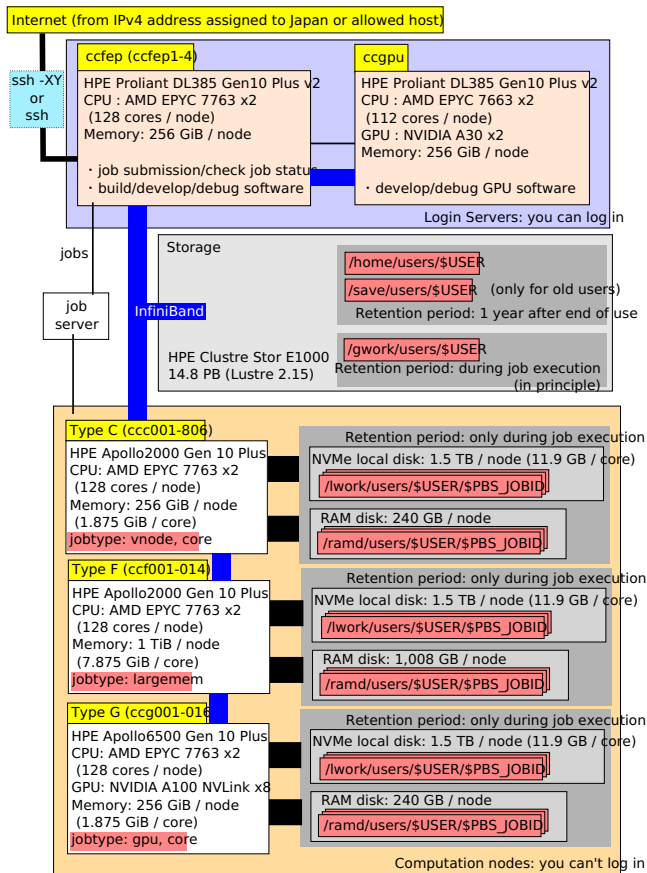 Internet (from IPv4 address assigned to Japan or allowed host)
ssh -XY
or
ssh
ccfep (ccfep1-4)
HPE Proliant DL385 Gen10 Plus v2
CPU : AMD EPYC 7763 x2
(128 cores / node)
Memory: 256 GiB / node
・job submission/check job status
・build/develop/debug software
ccgpu
HPE Proliant DL385 Gen10 Plus v2
CPU : AMD EPYC 7663 x2
(112 cores / node)
GPU : NVIDIA A30 x2
Memory: 256 GiB / node
・develop/debug GPU software
Login Servers: you can log in
jobs
job
server
InfiniBand
Storage
/home/users/$USER
/save/users/$USER (only for old users)
Retention period: 1 year after end of use
HPE Clustre Stor E1000
14.8 PB (Lustre 2.15)
/gwork/users/$USER
Retention period: during job execution
(in principle)
Type C (ccc001-806)
HPE Apollo2000 Gen 10 Plus
CPU: AMD EPYC 7763 x2
(128 cores / node)
Memory: 256 GiB / node
(1.875 GiB / core)
jobtype: vnode, core
Retention period: only during job execution
NVMe local disk: 1.5 TB / node (11.9 GB / core)
/lwork/users/$USER/$PBS_JOBID
RAM disk: 240 GB / node
/ramd/users/$USER/$PBS_JOBID
Type F (ccf001-014)
HPE Apollo2000 Gen 10 Plus
CPU: AMD EPYC 7763 x2
(128 cores / node)
Memory: 1 TiB / node
(7.875 GiB / core)
jobtype: largemem
Retention period: only during job execution
NVMe local disk: 1.5 TB / node (11.9 GB / core)
/lwork/users/$USER/$PBS_JOBID
RAM disk: 1,008 GB / node
/ramd/users/$USER/$PBS_JOBID
Type G (ccg001-016)
HPE Apollo6500 Gen 10 Plus
CPU: AMD EPYC 7763 x2
(128 cores / node)
GPU: NVIDIA A100 NVLink x8
Memory: 256 GiB / node
(1.875 GiB / core)
jobtype: gpu, core
Retention period: only during job execution
NVMe local disk: 1.5 TB / node (11.9 GB / core)
/lwork/users/$USER/$PBS_JOBID
RAM disk: 240 GB / node
/ramd/users/$USER/$PBS_JOBID
Computation nodes: you can't log in